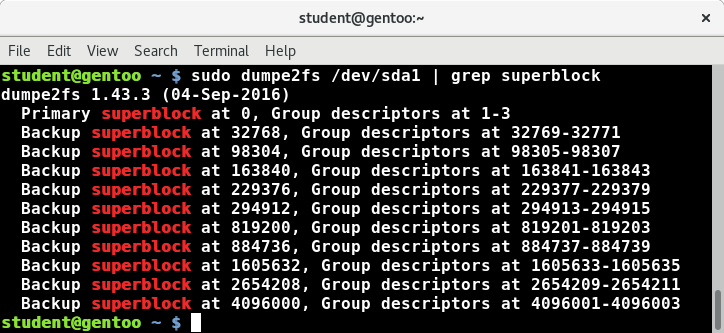 student@gentoo:~
File Edit View Search Terminal Help
student@gentoo ~ $ sudo dumpe2fs /dev/sda1 | grep superblock
dumpe2fs 1.43.3 (04-Sep-2016)
  Primary superblock at 0, Group descriptors at 1-3
  Backup superblock at 32768, Group descriptors at 32769-32771
  Backup superblock at 98304, Group descriptors at 98305-98307
  Backup superblock at 163840, Group descriptors at 163841-163843
  Backup superblock at 229376, Group descriptors at 229377-229379
  Backup superblock at 294912, Group descriptors at 294913-294915
  Backup superblock at 819200, Group descriptors at 819201-819203
  Backup superblock at 884736, Group descriptors at 884737-884739
  Backup superblock at 1605632, Group descriptors at 1605633-1605635
  Backup superblock at 2654208, Group descriptors at 2654209-2654211
  Backup superblock at 4096000, Group descriptors at 4096001-4096003
student@gentoo ~ $